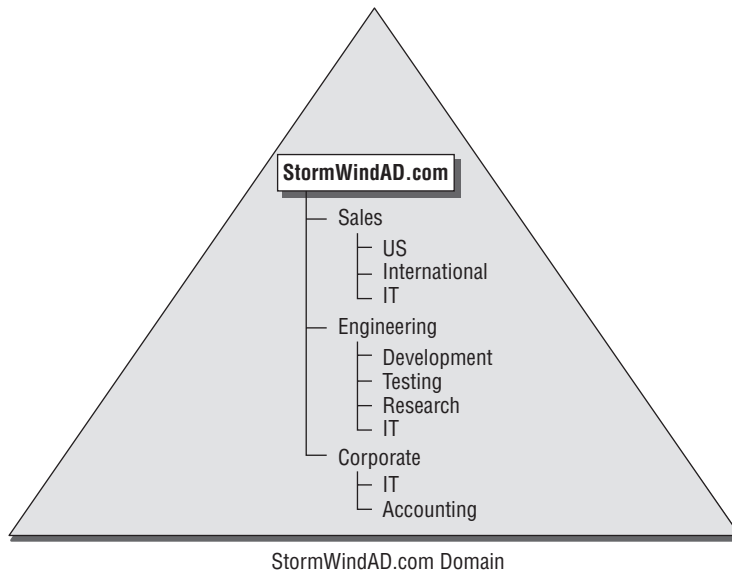 StormWindAD.com
Sales
US
International
IT
Engineering
Development
Testing
Research
IT
Corporate
IT
Accounting
StormWindAD.com Domain